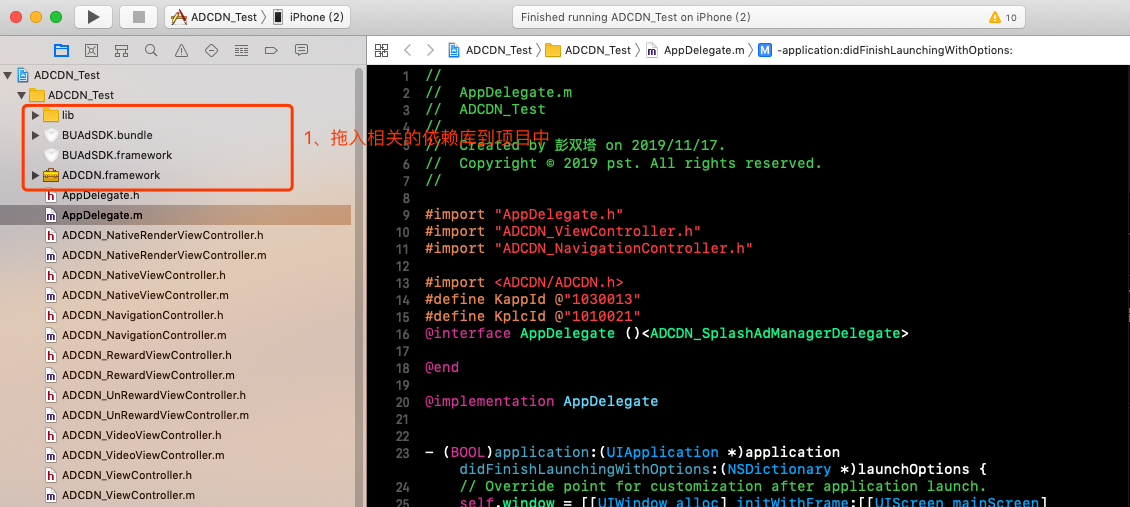 ADCDN_Test
iPhone (2)
Finished running ADCDN_Test on iPhone (2)
10
ADCDN_Test
ADCDN_Test
AppDelegate.m
M
-application:didFinishLaunchingWithOptions:
ADCDN_Test
ADCDN_Test
lib
BUAdSDK.bundle
BUAdSDK.framework
ADCDN.framework
h AppDelegate.h
m AppDelegate.m
h ADCDN_NativeRenderViewController.h
m ADCDN_NativeRenderViewController.m
h ADCDN_NativeViewController.h
m ADCDN_NativeViewController.m
h ADCDN_NavigationController.h
m ADCDN_NavigationController.m
h ADCDN_RewardViewController.h
m ADCDN_RewardViewController.m
h ADCDN_UnRewardViewController.h
m ADCDN_UnRewardViewController.m
h ADCDN_VideoViewController.h
m ADCDN_VideoViewController.m
h ADCDN_ViewController.h
m ADCDN_ViewController.m
1、拖入相关的依赖库到项目中
1 //
2 //  AppDelegate.m
3 //  ADCDN_Test
4 //
5 //  Created by 彭双塔 on 2019/11/17.
6 //  Copyright © 2019 pst. All rights reserved.
7 //
8
9 #import "AppDelegate.h"
10 #import "ADCDN_ViewController.h"
11 #import "ADCDN_NavigationController.h"
12
13 #import <ADCDN/ADCDN.h>
14 #define KappId @"1030013"
15 #define KplcId @"1010021"
16 @interface AppDelegate ()<ADCDN_SplashAdManagerDelegate>
17
18 @end
19
20 @implementation AppDelegate
21
22
23 - (BOOL)application:(UIApplication *)application
didFinishLaunchingWithOptions:(NSDictionary *)launchOptions {
24 // Override point for customization after application launch.
25 self.window = [[UIWindow alloc] initWithFrame:[[UIScreen mainScreen]